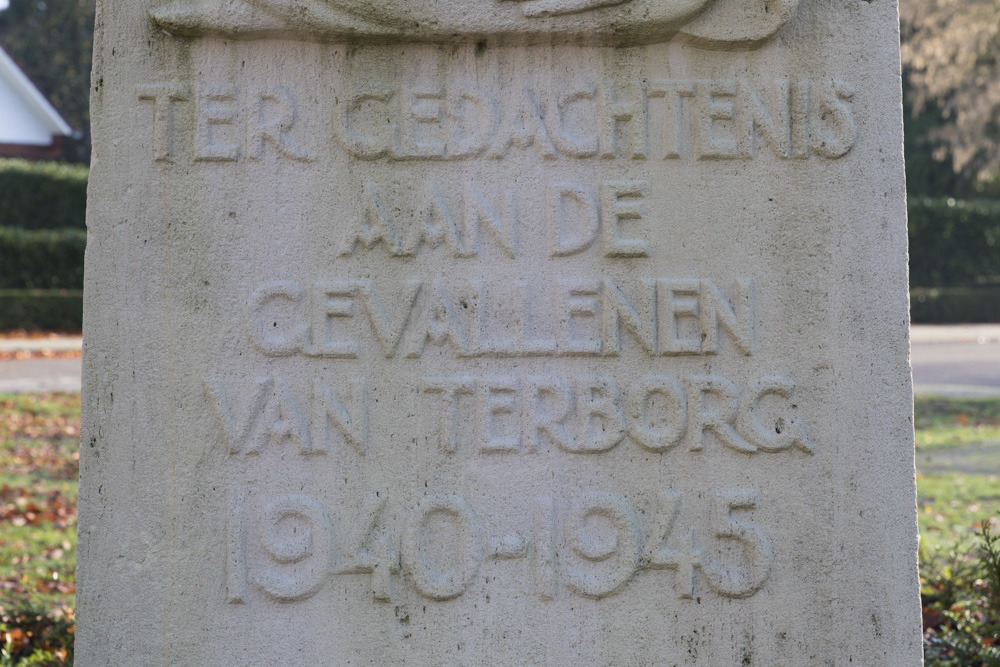 TER GEDACHTENIS
AAN DE
GEVALLENEN
VAN TERBORG
1940-1945